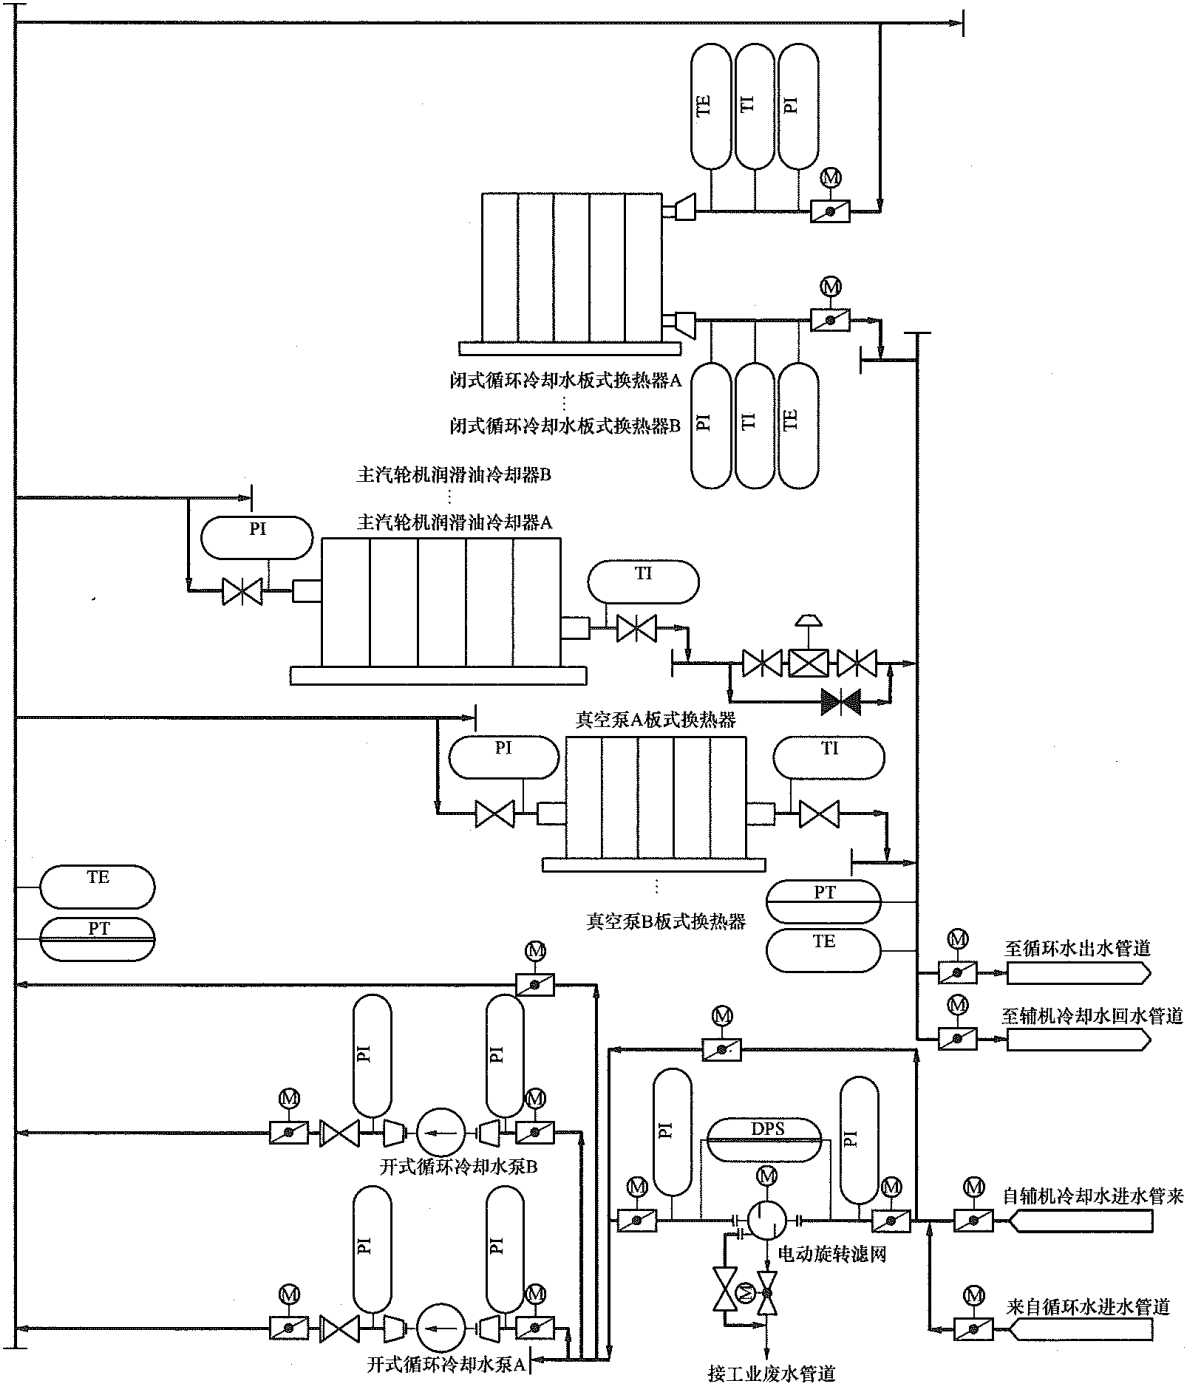 TE
TI
PI
M
M
闭式循环冷却水板式换热器A
闭式循环冷却水板式换热器B
PI
TI
TE
主汽轮机润滑油冷却器B
主汽轮机润滑油冷却器A
PI
TI
真空泵A板式换热器
PI
TI
真空泵B板式换热器
TE
PT
PT
TE
M
M
至循环水出水管道
M
至辅机冷却水回水管道
M
PI
PI
M
M
开式循环冷却水泵B
PI
DPS
PI
M
M
M
M
自辅机冷却水进水管来
电动旋转滤网
M
PI
PI
M
M
开式循环冷却水泵A
M
来自循环水进水管道
接工业废水管道